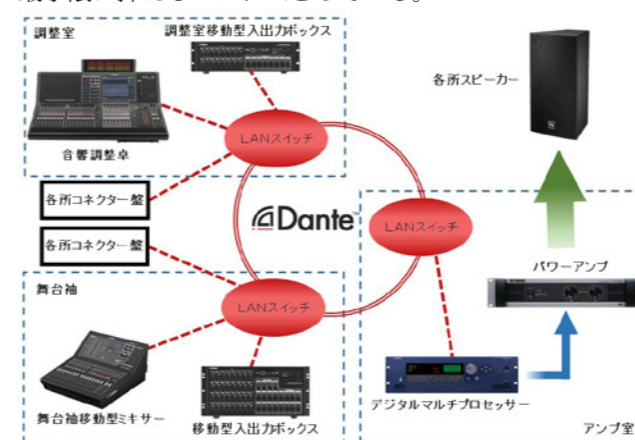 調整室
調整室移動型入出力ボックス
各所スピーカー
LANスイッチ
音響調整卓
各所コネクター盤
Dante
LANスイッチ
各所コネクター盤
パワーアンプ
舞台袖
LANスイッチ
デジタルマルチプロセッサー
舞台袖移動型ミキサー
移動型入出力ボックス
アンプ室